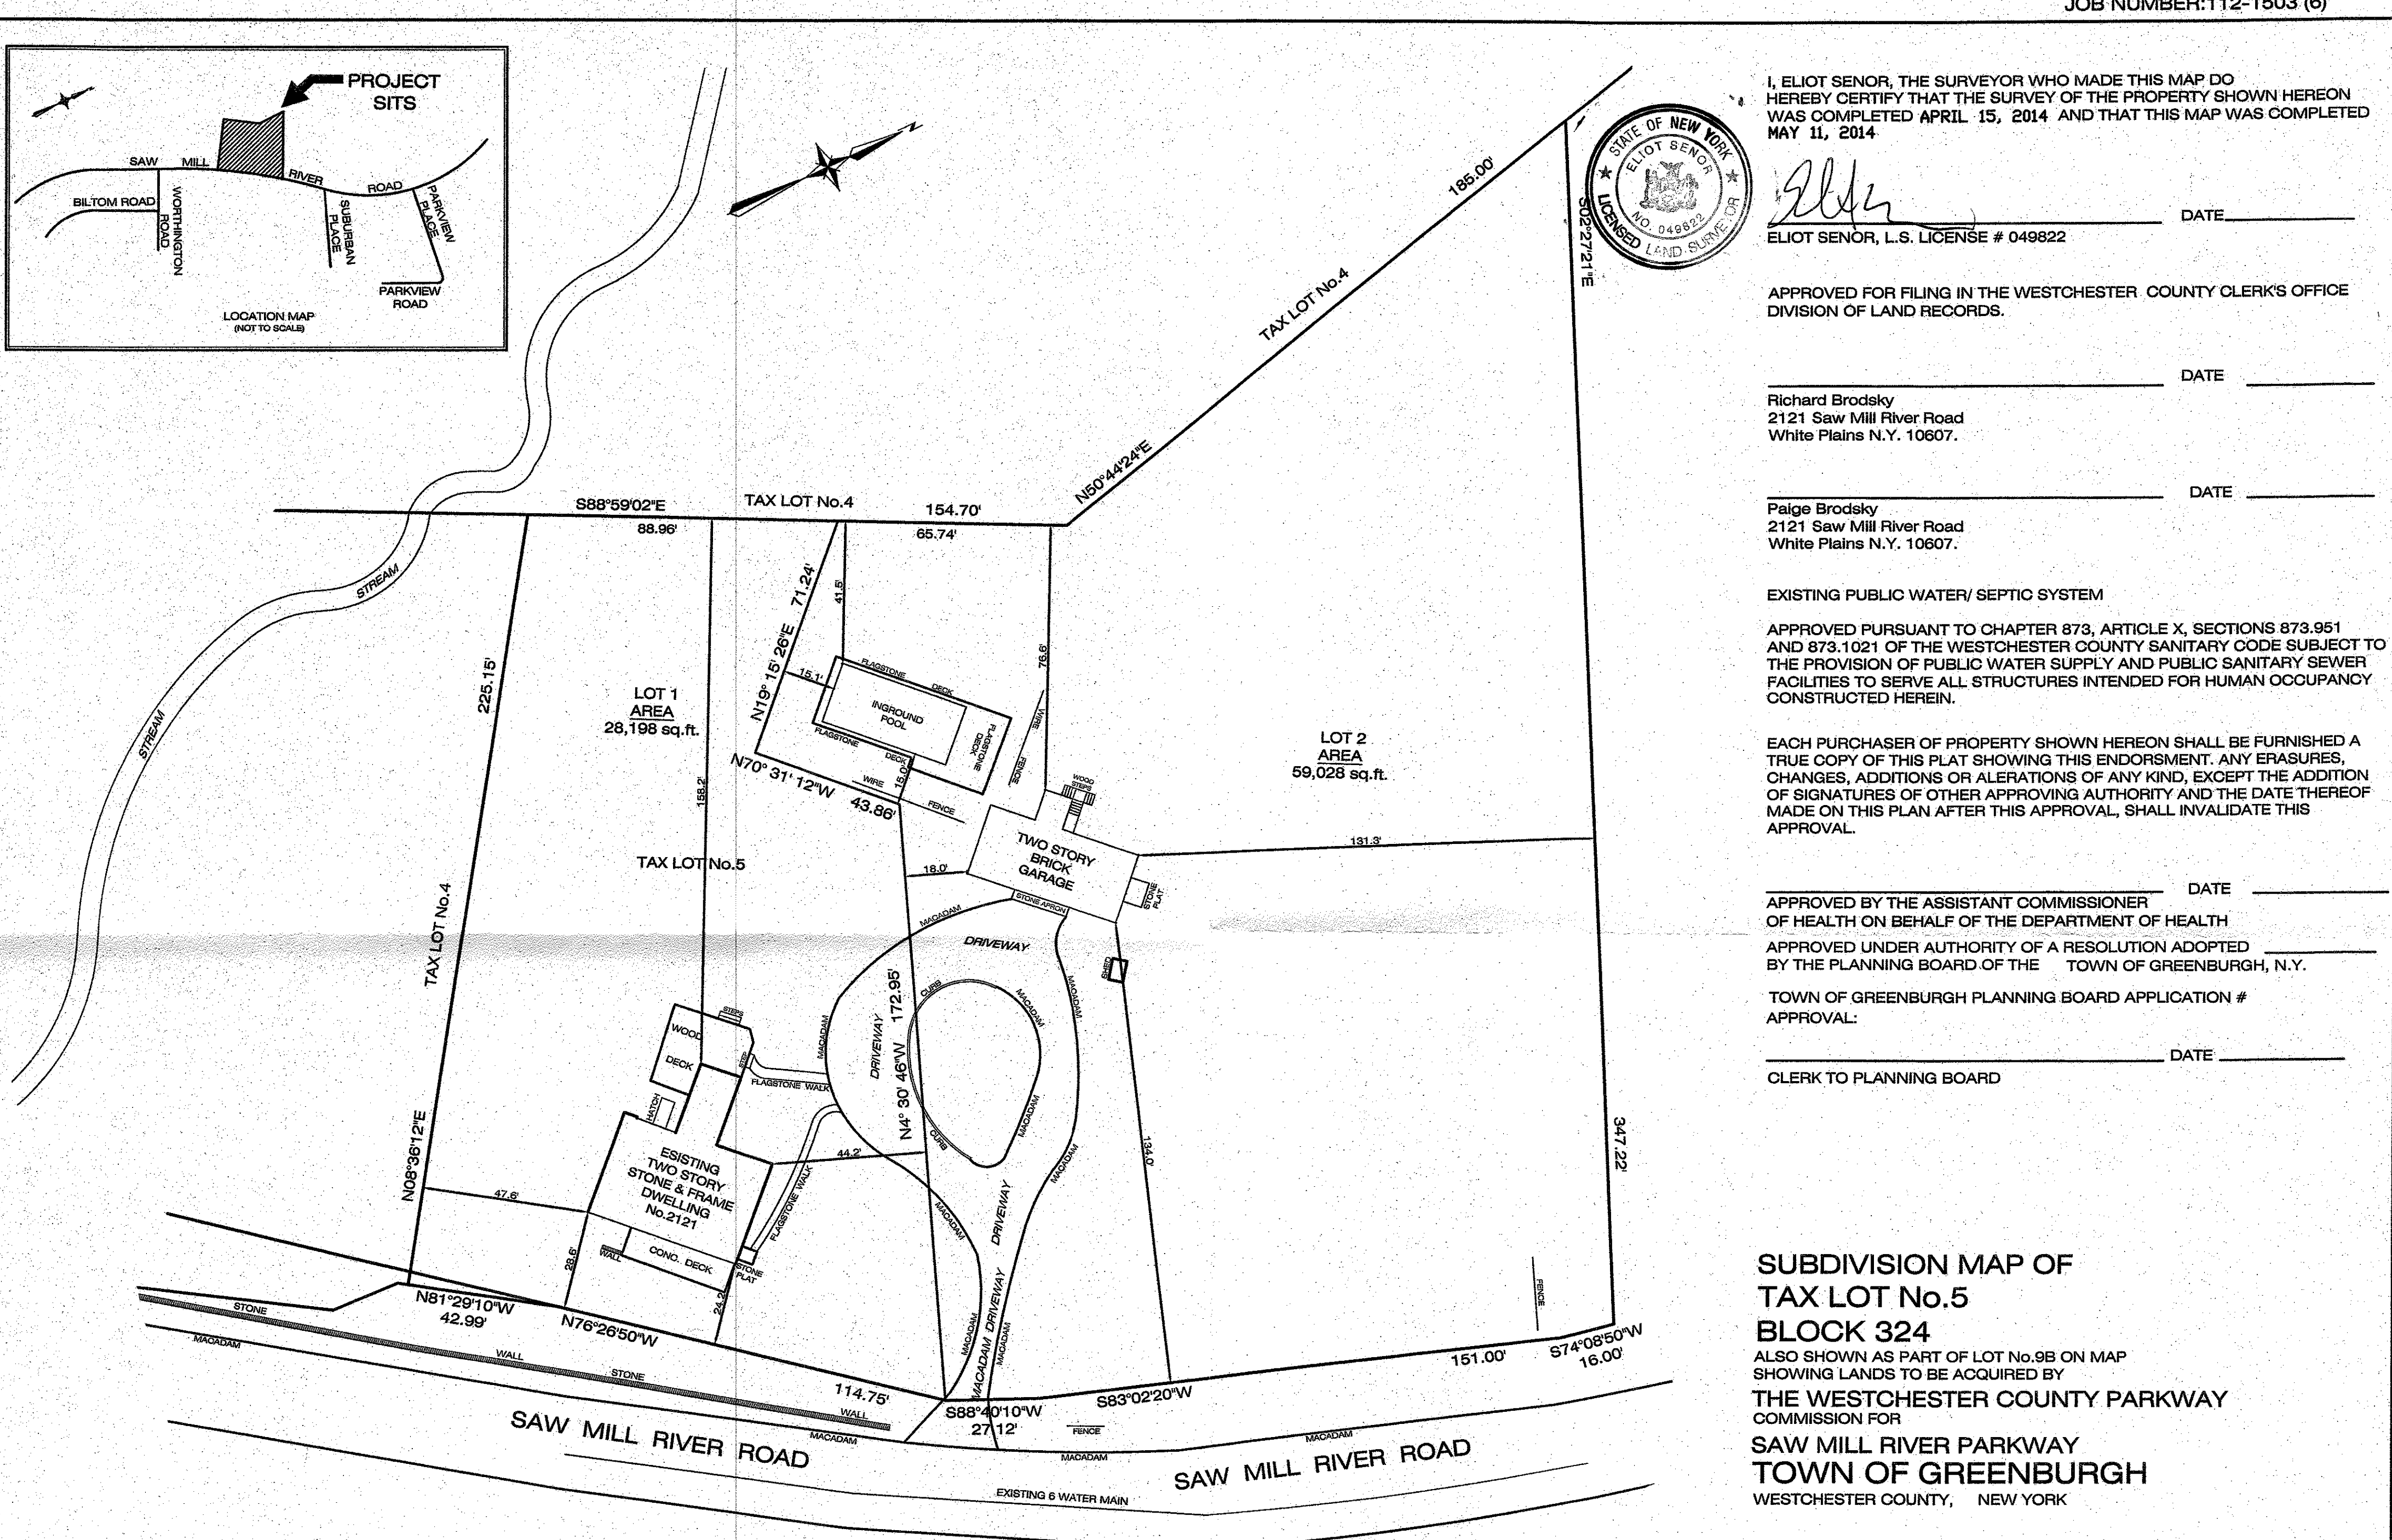 JOB NUMBER:112-1503 (6)
PROJECT
SITS
SAW MILL RIVER ROAD
BILTOM ROAD
WORTHINGTON
ROAD
SUBURBAN
PLACE
PARKVIEW
PLACE
PARKVIEW
ROAD
LOCATION MAP
(NOT TO SCALE)
N
185.00'
TAX LOT No.4
N50°44'24"E
S02°27'21"E
347.22'
S88°59'02"E
TAX LOT No.4
154.70'
88.96'
65.74'
STREAM
STREAM
225.15'
TAX LOT No.4
N08°36'12"E
LOT 1
AREA
28,198 sq.ft.
158.2'
TAX LOT No.5
71.24'
N19° 15' 26"E
41.5'
15.1'
FLAGSTONE DECK
INGROUND
POOL
FLAGSTONE
DECK
FLAGSTONE DECK
15.0'
N70° 31' 12"W 43.86'
WIRE FENCE
WIRE FENCE
76.6'
WOOD
STEPS
TWO STORY
BRICK
GARAGE
18.0'
STONE APRON
STONE
PLAT.
131.3'
LOT 2
AREA
59,028 sq.ft.
MACADAM
DRIVEWAY
SHED
CURB
MACADAM
MACADAM
MACADAM
DRIVEWAY
N4° 30' 46"W 172.95'
MACADAM
CURB
MACADAM
134.0'
STEPS
WOOD
DECK
STEP
FLAGSTONE WALK
HATCH
44.2'
ESISTING
TWO STORY
STONE & FRAME
DWELLING
No.2121
FLAGSTONE WALK
47.6'
28.6'
WALL
CONC. DECK
STONE
PLAT
24.2'
MACADAM
DRIVEWAY
MACADAM
MACADAM DRIVEWAY
MACADAM
FENCE
N81°29'10"W
42.99'
N76°26'50"W
114.75'
S88°40'10"W
27.12'
S83°02'20"W
151.00'
S74°08'50"W
16.00'
STONE
WALL
STONE
WALL
MACADAM
MACADAM
FENCE
MACADAM
MACADAM
SAW MILL RIVER ROAD
SAW MILL RIVER ROAD
EXISTING 6 WATER MAIN
STATE OF NEW YORK
ELIOT SENOR
NO. 049822
LICENSED LAND SURVEYOR
I, ELIOT SENOR, THE SURVEYOR WHO MADE THIS MAP DO
HEREBY CERTIFY THAT THE SURVEY OF THE PROPERTY SHOWN HEREON
WAS COMPLETED APRIL 15, 2014 AND THAT THIS MAP WAS COMPLETED
MAY 11, 2014
DATE
ELIOT SENOR, L.S. LICENSE # 049822
APPROVED FOR FILING IN THE WESTCHESTER COUNTY CLERK'S OFFICE
DIVISION OF LAND RECORDS.
DATE
Richard Brodsky
2121 Saw Mill River Road
White Plains N.Y. 10607.
DATE
Paige Brodsky
2121 Saw Mill River Road
White Plains N.Y. 10607.
EXISTING PUBLIC WATER/ SEPTIC SYSTEM
APPROVED PURSUANT TO CHAPTER 873, ARTICLE X, SECTIONS 873.951
AND 873.1021 OF THE WESTCHESTER COUNTY SANITARY CODE SUBJECT TO
THE PROVISION OF PUBLIC WATER SUPPLY AND PUBLIC SANITARY SEWER
FACILITIES TO SERVE ALL STRUCTURES INTENDED FOR HUMAN OCCUPANCY
CONSTRUCTED HEREIN.
EACH PURCHASER OF PROPERTY SHOWN HEREON SHALL BE FURNISHED A
TRUE COPY OF THIS PLAT SHOWING THIS ENDORSMENT. ANY ERASURES,
CHANGES, ADDITIONS OR ALERATIONS OF ANY KIND, EXCEPT THE ADDITION
OF SIGNATURES OF OTHER APPROVING AUTHORITY AND THE DATE THEREOF
MADE ON THIS PLAN AFTER THIS APPROVAL, SHALL INVALIDATE THIS
APPROVAL.
DATE
APPROVED BY THE ASSISTANT COMMISSIONER
OF HEALTH ON BEHALF OF THE DEPARTMENT OF HEALTH
APPROVED UNDER AUTHORITY OF A RESOLUTION ADOPTED
BY THE PLANNING BOARD OF THE TOWN OF GREENBURGH, N.Y.
TOWN OF GREENBURGH PLANNING BOARD APPLICATION #
APPROVAL:
DATE
CLERK TO PLANNING BOARD
SUBDIVISION MAP OF
TAX LOT No.5
BLOCK 324
ALSO SHOWN AS PART OF LOT No.9B ON MAP
SHOWING LANDS TO BE ACQUIRED BY
THE WESTCHESTER COUNTY PARKWAY
COMMISSION FOR
SAW MILL RIVER PARKWAY
TOWN OF GREENBURGH
WESTCHESTER COUNTY, NEW YORK